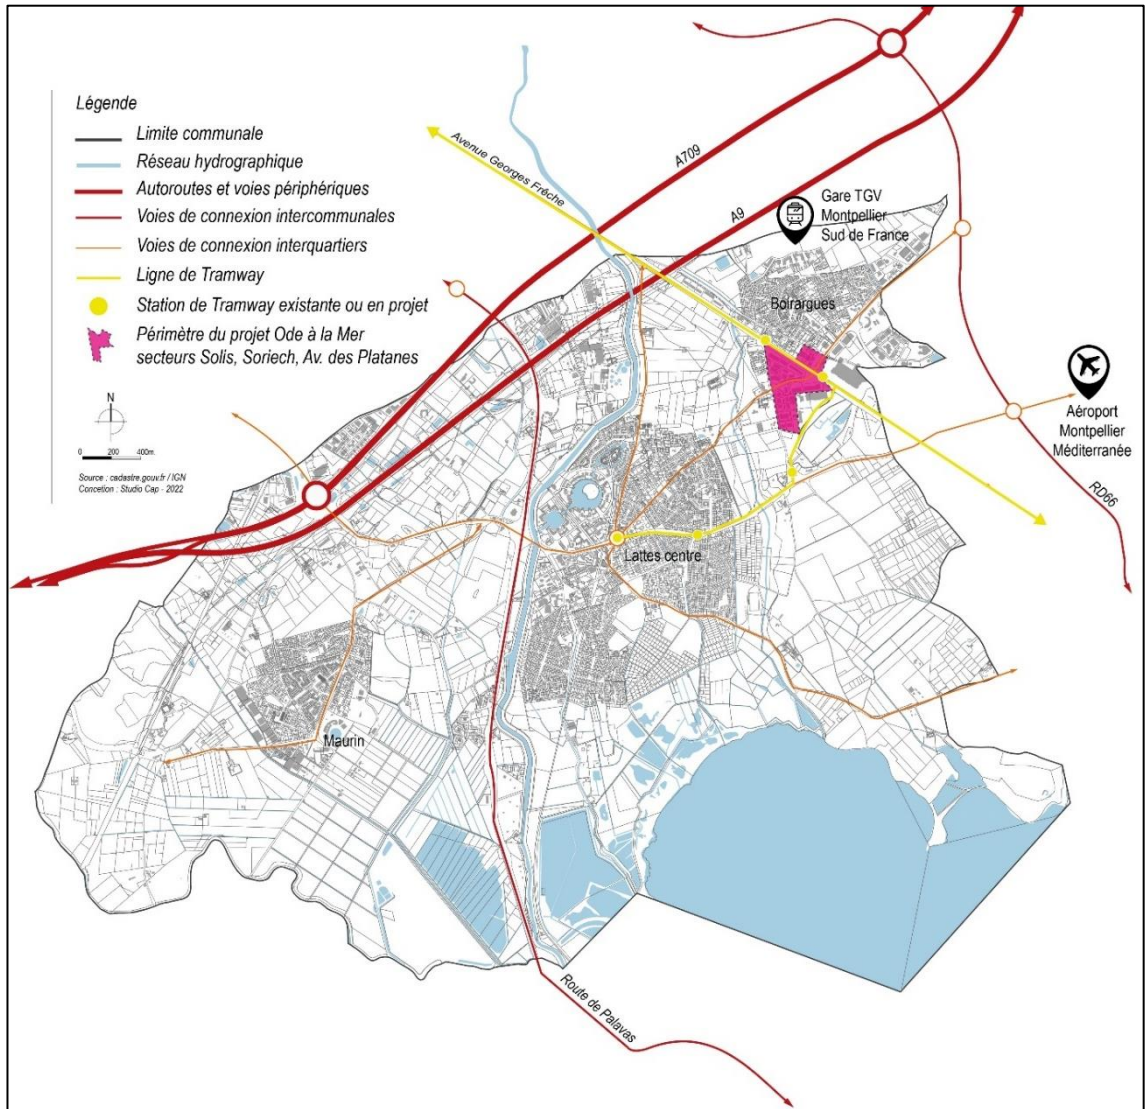 Légende
Limite communale
Réseau hydrographique
Autoroutes et voies périphériques
Voies de connexion intercommunales
Voies de connexion interquartiers
Ligne de Tramway
Station de Tramway existante ou en projet
Périmètre du projet Ode à la Mer
secteurs Solis, Soriech, Av. des Platanes
N
0 200 400m.
Source : cadastre.gouv.fr / IGN
Concetion : Studio Cap - 2022
Avenue Georges Frêche
A709
A9
Gare TGV
Montpellier
Sud de France
Boirargues
Aéroport
Montpellier
Méditerranée
RD66
Lattes centre
Maurin
Route de Palavas